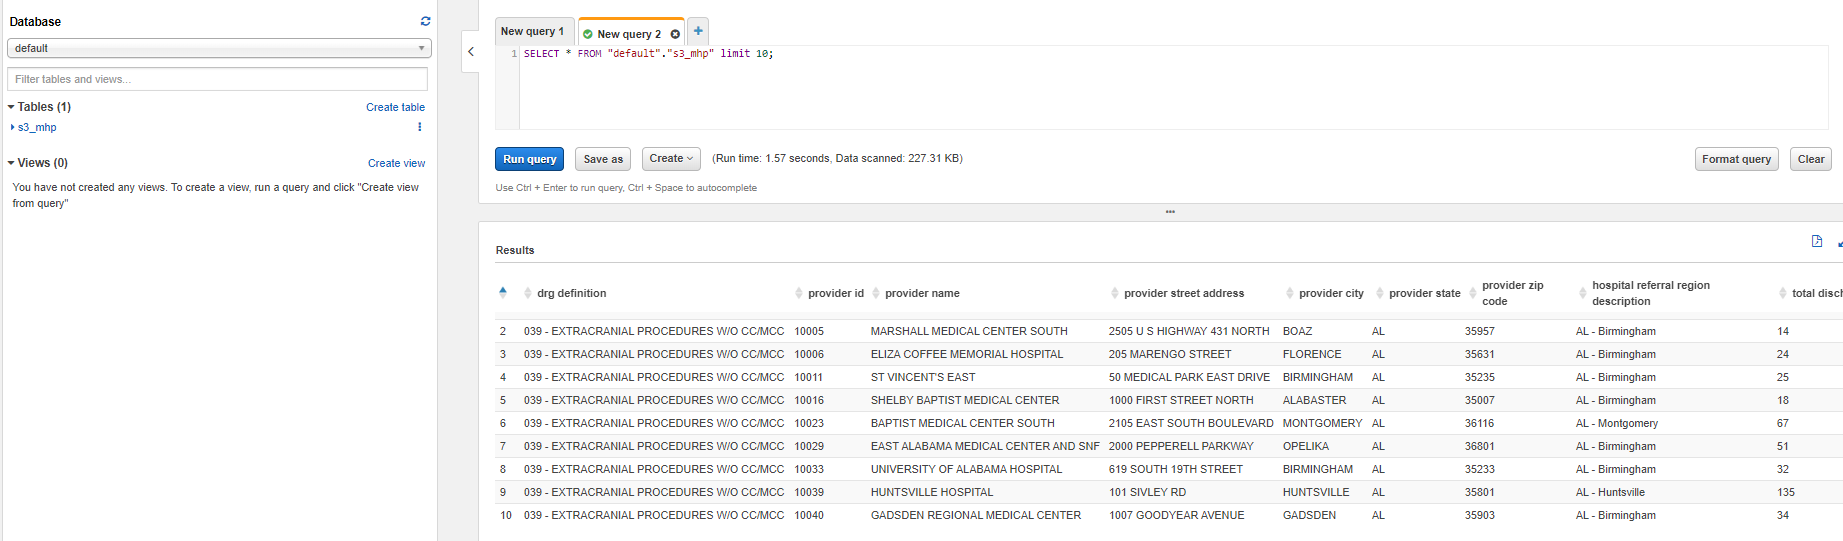 Database
default
Filter tables and views...
Tables (1)
Create table
s3_mhp
Views (0)
Create view
You have not created any views. To create a view, run a query and click "Create view
from query"
New query 1
New query 2
1 SELECT * FROM "default"."s3_mhp" limit 10;
Run query
Save as
Create
(Run time: 1.57 seconds, Data scanned: 227.31 KB)
Format query
Clear
Use Ctrl + Enter to run query, Ctrl + Space to autocomplete
Results
drg definition provider id provider name provider street address provider city provider state provider zip code hospital referral region description total disch
2 039 - EXTRACRANIAL PROCEDURES W/O CC/MCC 10005 MARSHALL MEDICAL CENTER SOUTH 2505 U S HIGHWAY 431 NORTH BOAZ AL 35957 AL - Birmingham 14
3 039 - EXTRACRANIAL PROCEDURES W/O CC/MCC 10006 ELIZA COFFEE MEMORIAL HOSPITAL 205 MARENGO STREET FLORENCE AL 35631 AL - Birmingham 24
4 039 - EXTRACRANIAL PROCEDURES W/O CC/MCC 10011 ST VINCENT'S EAST 50 MEDICAL PARK EAST DRIVE BIRMINGHAM AL 35235 AL - Birmingham 25
5 039 - EXTRACRANIAL PROCEDURES W/O CC/MCC 10016 SHELBY BAPTIST MEDICAL CENTER 1000 FIRST STREET NORTH ALABASTER AL 35007 AL - Birmingham 18
6 039 - EXTRACRANIAL PROCEDURES W/O CC/MCC 10023 BAPTIST MEDICAL CENTER SOUTH 2105 EAST SOUTH BOULEVARD MONTGOMERY AL 36116 AL - Montgomery 67
7 039 - EXTRACRANIAL PROCEDURES W/O CC/MCC 10029 EAST ALABAMA MEDICAL CENTER AND SNF 2000 PEPPERELL PARKWAY OPELIKA AL 36801 AL - Birmingham 51
8 039 - EXTRACRANIAL PROCEDURES W/O CC/MCC 10033 UNIVERSITY OF ALABAMA HOSPITAL 619 SOUTH 19TH STREET BIRMINGHAM AL 35233 AL - Birmingham 32
9 039 - EXTRACRANIAL PROCEDURES W/O CC/MCC 10039 HUNTSVILLE HOSPITAL 101 SIVLEY RD HUNTSVILLE AL 35801 AL - Huntsville 135
10 039 - EXTRACRANIAL PROCEDURES W/O CC/MCC 10040 GADSDEN REGIONAL MEDICAL CENTER 1007 GOODYEAR AVENUE GADSDEN AL 35903 AL - Birmingham 34